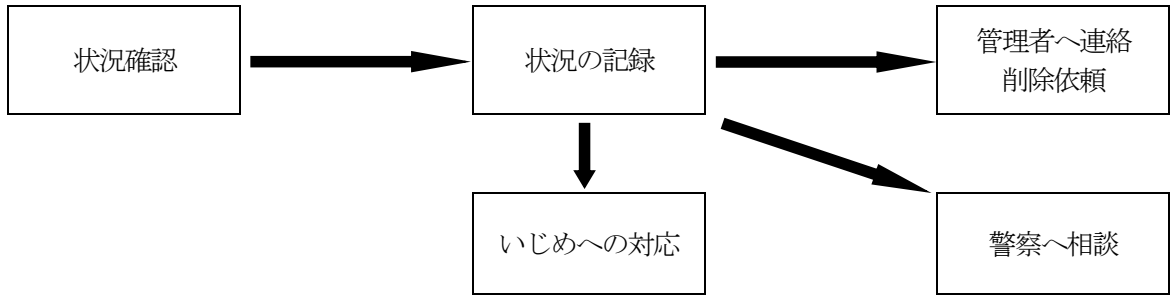 状況確認
状況の記録
管理者へ連絡
削除依頼
いじめへの対応
警察へ相談